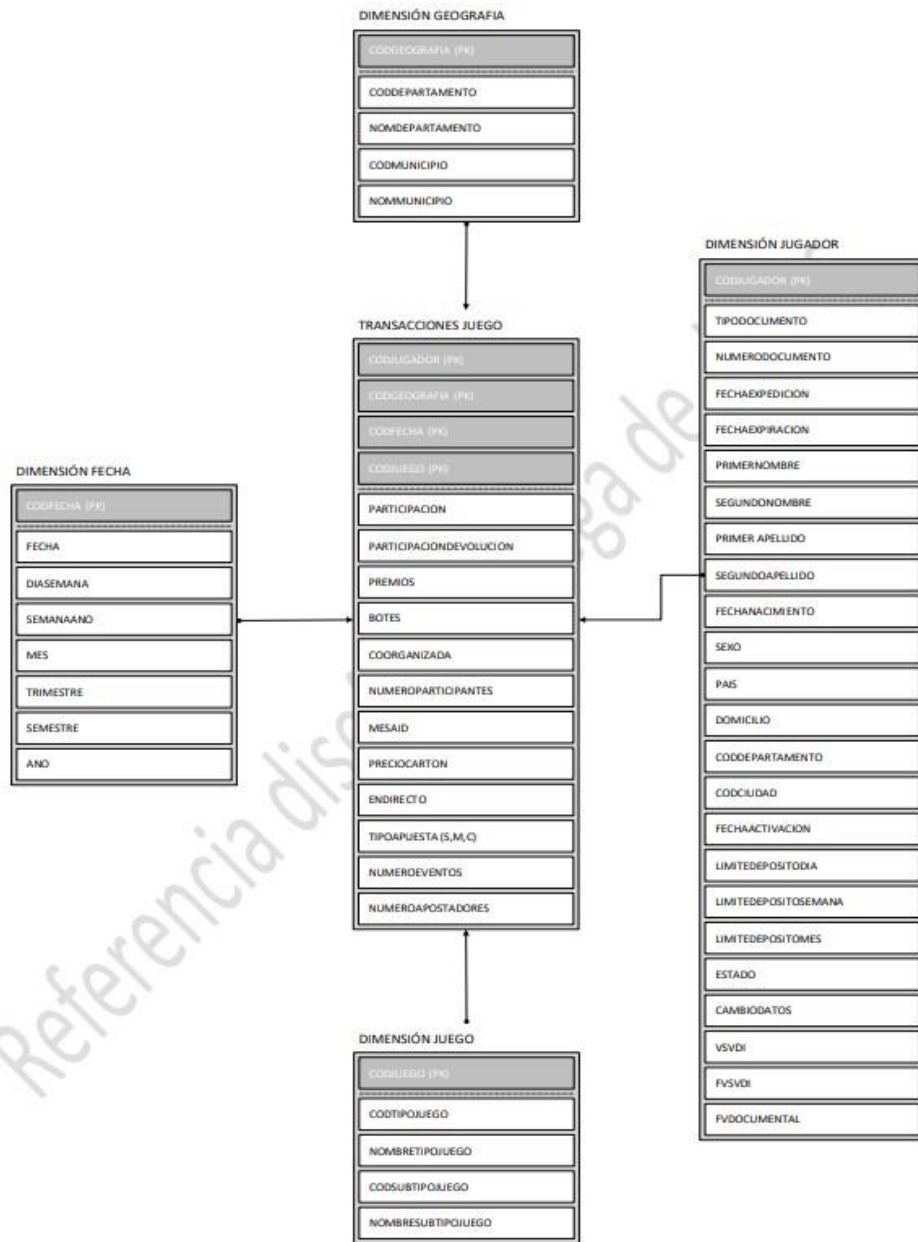 DIMENSIÓN GEOGRAFIA
CODGEOGRAFIA (PK)
CODDEPARTAMENTO
NOMDEPARTAMENTO
CODMUNICIPIO
NOMMUNICIPIO
DIMENSIÓN JUGADOR
CODJUGADOR (PK)
TIPODOCUMENTO
NUMERODOCUMENTO
FECHAEXPEDICION
FECHAEXPIRACION
PRIMERNOMBRE
SEGUNDONOMBRE
PRIMER APELLIDO
SEGUNDOAPELLIDO
FECHANACIMIENTO
SEXO
PAIS
DOMICILIO
CODDEPARTAMENTO
CODCIUDAD
FECHAACTIVACION
LIMITEDEPOSITODIA
LIMITEDEPOSITOSEMANA
LIMITEDEPOSITOMES
ESTADO
CAMBIODATOS
VSVDI
FVSVDI
FVDOCUMENTAL
TRANSACCIONES JUEGO
CODJUGADOR (PK)
CODGEOGRAFIA (PK)
CODFECHA (PK)
CODJUEGO (PK)
PARTICIPACION
PARTICIPACIONDEVOLUCION
PREMIOS
BOTES
COORGANIZADA
NUMEROPARTICIPANTES
MESAID
PRECIOCARTON
ENDIRECTO
TIPOAPUESTA (S,M,C)
NUMEROEVENTOS
NUMEROAPOSTADORES
DIMENSIÓN FECHA
CODFECHA (PK)
FECHA
DIASEMANA
SEMANAANO
MES
TRIMESTRE
SEMESTRE
ANO
DIMENSIÓN JUEGO
CODJUEGO (PK)
CODTIPOJUEGO
NOMBRETIPOJUEGO
CODSUBTIPOJUEGO
NOMBRESUBTIPOJUEGO
Referencia de